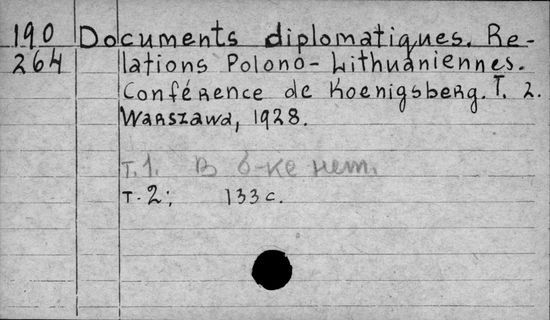 190 Documents diplomatiques. Re-
264 lations Polono-Lithuaniennes.
Conférence de Koenigsberg. T. 2.
Warszawa, 1928.
т.1. В б-ке нет.
т.2; 133 с.